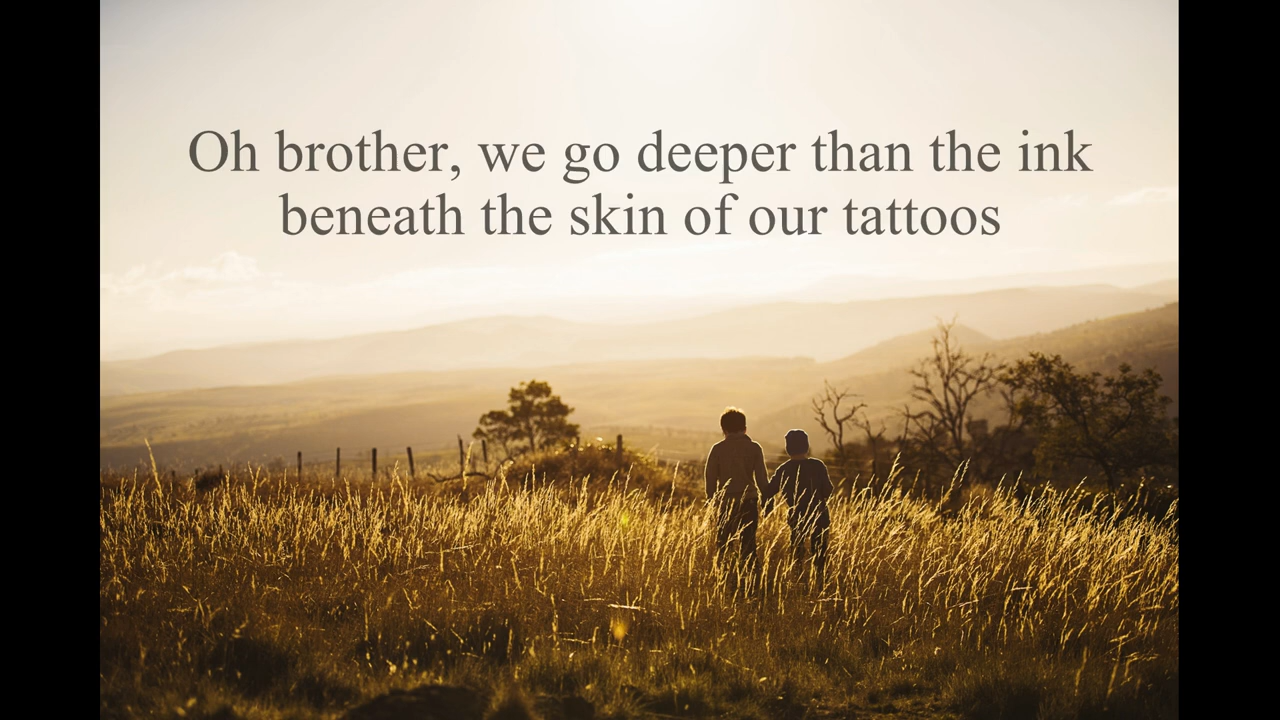 Oh brother, we go deeper than the ink
beneath the skin of our tattoos